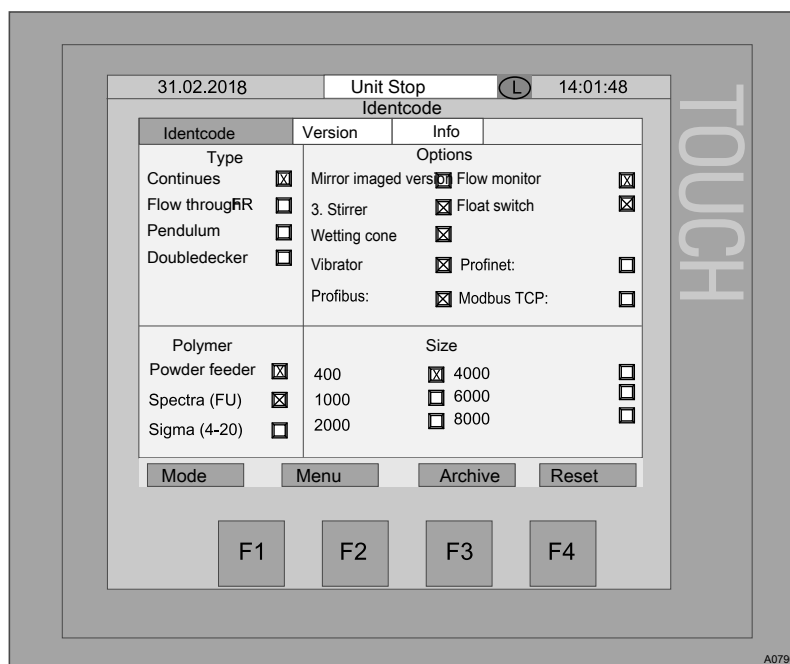 31.02.2018 Unit Stop L 14:01:48
Identcode
Identcode Version Info
Type
Continues
Flow through FR
Pendulum
Doubledecker
Options
Mirror imaged version Flow monitor
3. Stirrer Float switch
Wetting cone
Vibrator Profinet:
Profibus: Modbus TCP:
Polymer
Powder feeder
Spectra (FU)
Sigma (4-20)
Size
400 4000
1000 6000
2000 8000
Mode Menu Archive Reset
F1 F2 F3 F4
TOUCH
A079